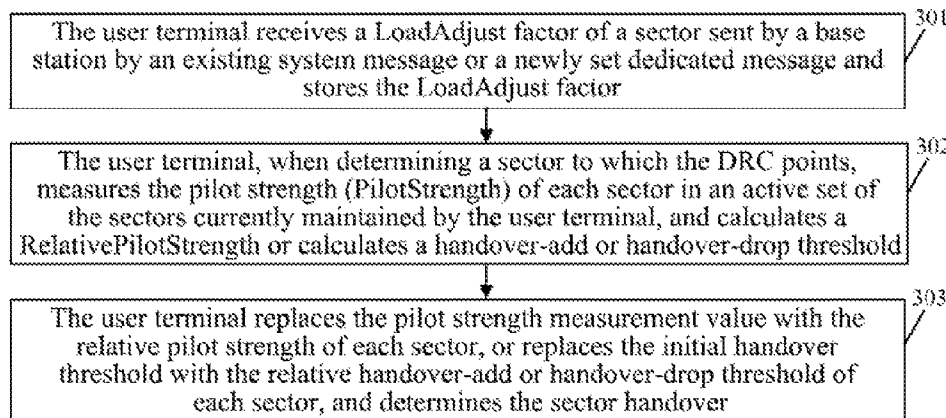 301
The user terminal receives a LoadAdjust factor of a sector sent by a base
station by an existing system message or a newly set dedicated message and
stores the LoadAdjust factor
302
The user terminal, when determining a sector to which the DRC points,
measures the pilot strength (PilotStrength) of each sector in an active set of
the sectors currently maintained by the user terminal, and calculates a
RelativePilotStrength or calculates a handover-add or handover-drop threshold
303
The user terminal replaces the pilot strength measurement value with the
relative pilot strength of each sector, or replaces the initial handover
threshold with the relative handover-add or handover-drop threshold of
each sector, and determines the sector handover